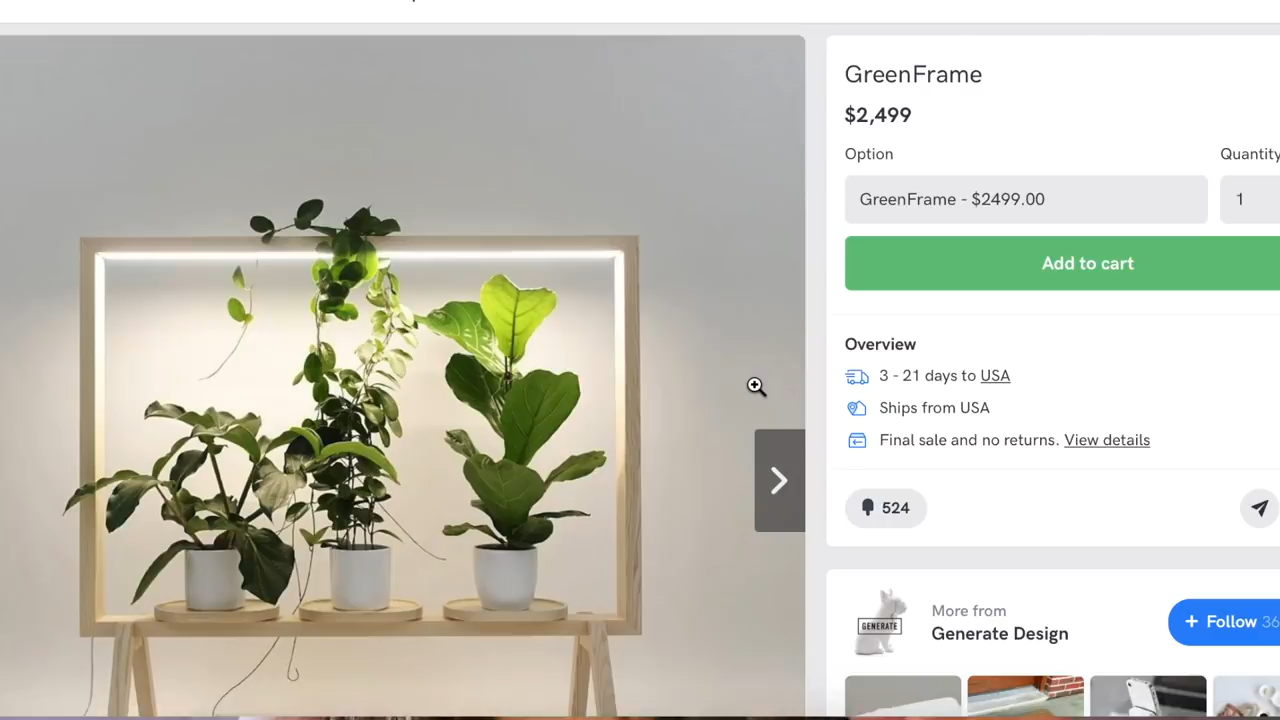 GreenFrame
$2,499
Option
Quantity
GreenFrame - $2499.00
1
Add to cart
Overview
3 - 21 days to USA
Ships from USA
Final sale and no returns. View details
524
GENERATE
More from
Generate Design
+ Follow 36